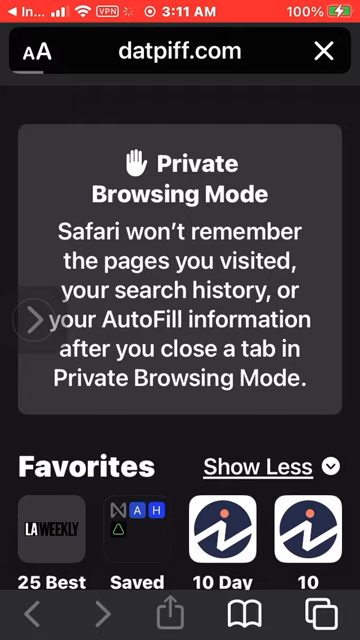 In... VPN 3:11 AM 100%
AA datpiff.com
Private
Browsing Mode
Safari won't remember
the pages you visited,
your search history, or
your AutoFill information
after you close a tab in
Private Browsing Mode.
Favorites Show Less
LA WEEKLY A H
25 Best Saved 10 Day 10